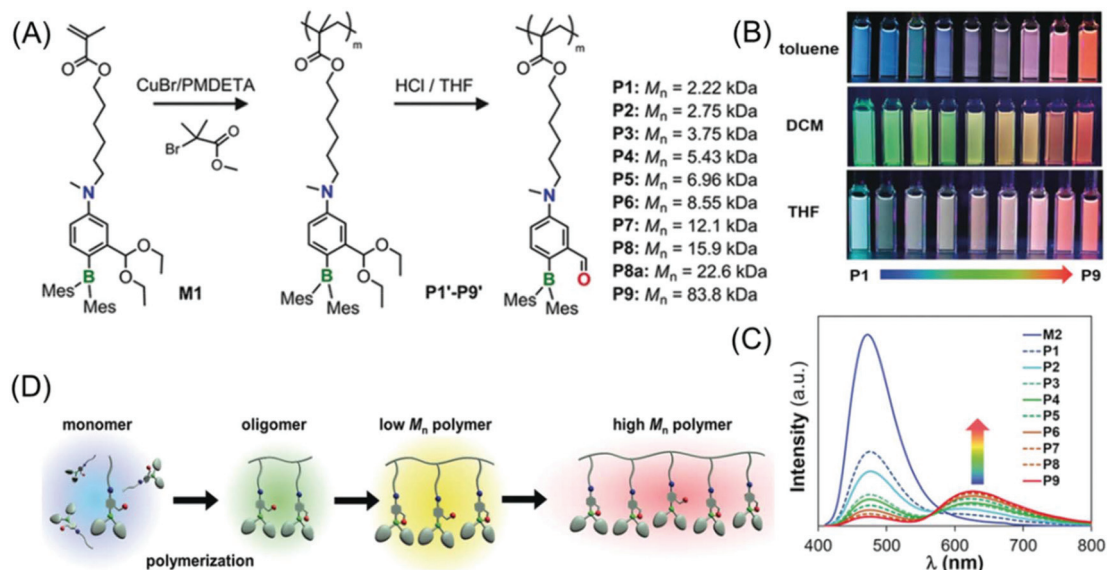 (A)
O
O
CuBr/PMDETA
Br
O
O
N
O
O
B
Mes
Mes
M1
m
O
O
HCl / THF
N
O
O
B
Mes
Mes
P1'-P9'
m
O
O
N
B
O
Mes
Mes
P1: Mn = 2.22 kDa
P2: Mn = 2.75 kDa
P3: Mn = 3.75 kDa
P4: Mn = 5.43 kDa
P5: Mn = 6.96 kDa
P6: Mn = 8.55 kDa
P7: Mn = 12.1 kDa
P8: Mn = 15.9 kDa
P8a: Mn = 22.6 kDa
P9: Mn = 83.8 kDa
(B)
toluene
DCM
THF
P1
P9
(C)
Intensity (a.u.)
M2
P1
P2
P3
P4
P5
P6
P7
P8
P9
400 500 600 700 800
λ (nm)
(D)
monomer
oligomer
low Mn polymer
high Mn polymer
polymerization